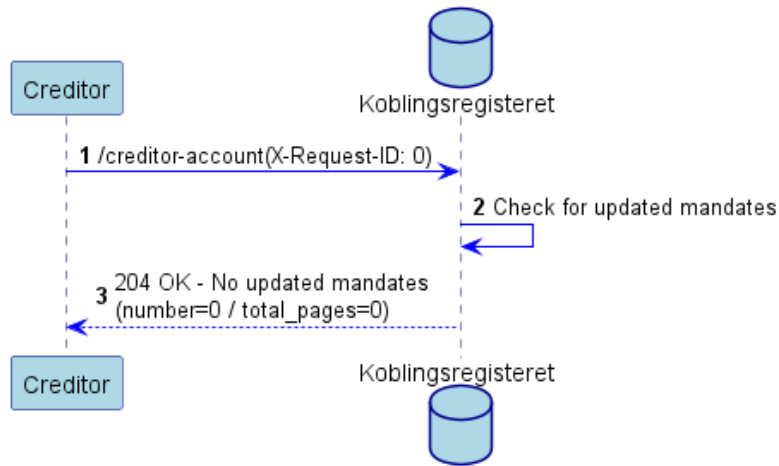 Creditor
Koblingsregisteret
1 /creditor-account(X-Request-ID: 0)
2 Check for updated mandates
3 204 OK - No updated mandates
(number=0 / total_pages=0)
Creditor
Koblingsregisteret